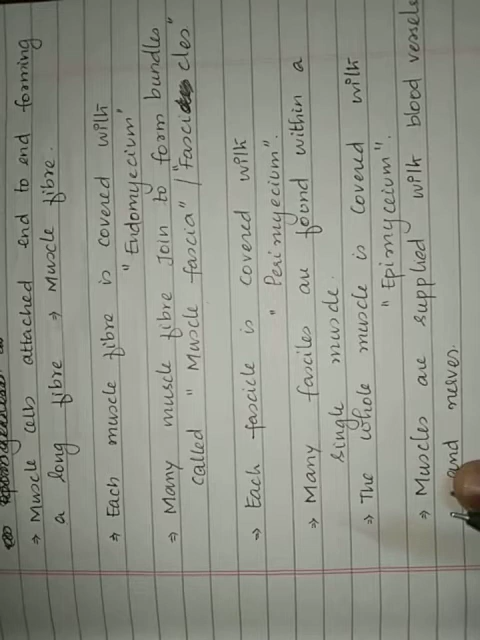 ⇒ Muscle cells attached end to end forming
a long fibre → Muscle fibre.
⇒ Each muscle fibre is covered with
"Endomyecium"
⇒ Many muscle fibre Join to form bundles
called "Muscle fascia" / "Fascicles"
⇒ Each fascicle is covered with
"Perimyecium".
⇒ Many fasciles are found within a
single muscle.
⇒ The whole muscle is covered with
"Epimyceium".
⇒ Muscles are supplied with blood vessels
and nerves.